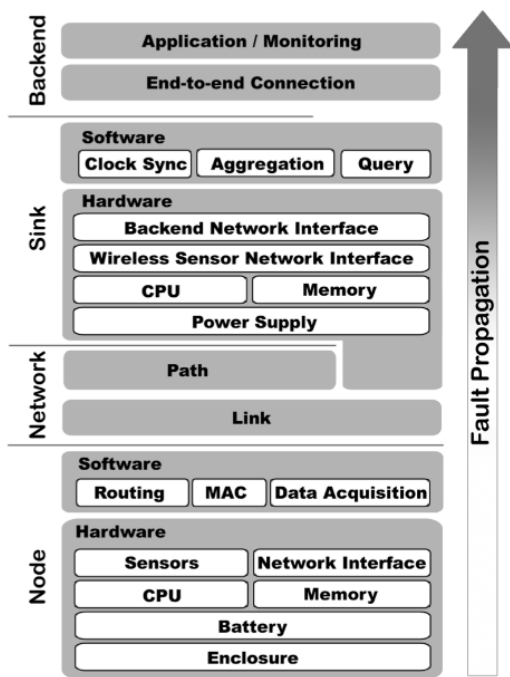 Backend
Application / Monitoring
End-to-end Connection
Sink
Software
Clock Sync Aggregation Query
Hardware
Backend Network Interface
Wireless Sensor Network Interface
CPU Memory
Power Supply
Network
Path
Link
Node
Software
Routing MAC Data Acquisition
Hardware
Sensors Network Interface
CPU Memory
Battery
Enclosure
Fault Propagation